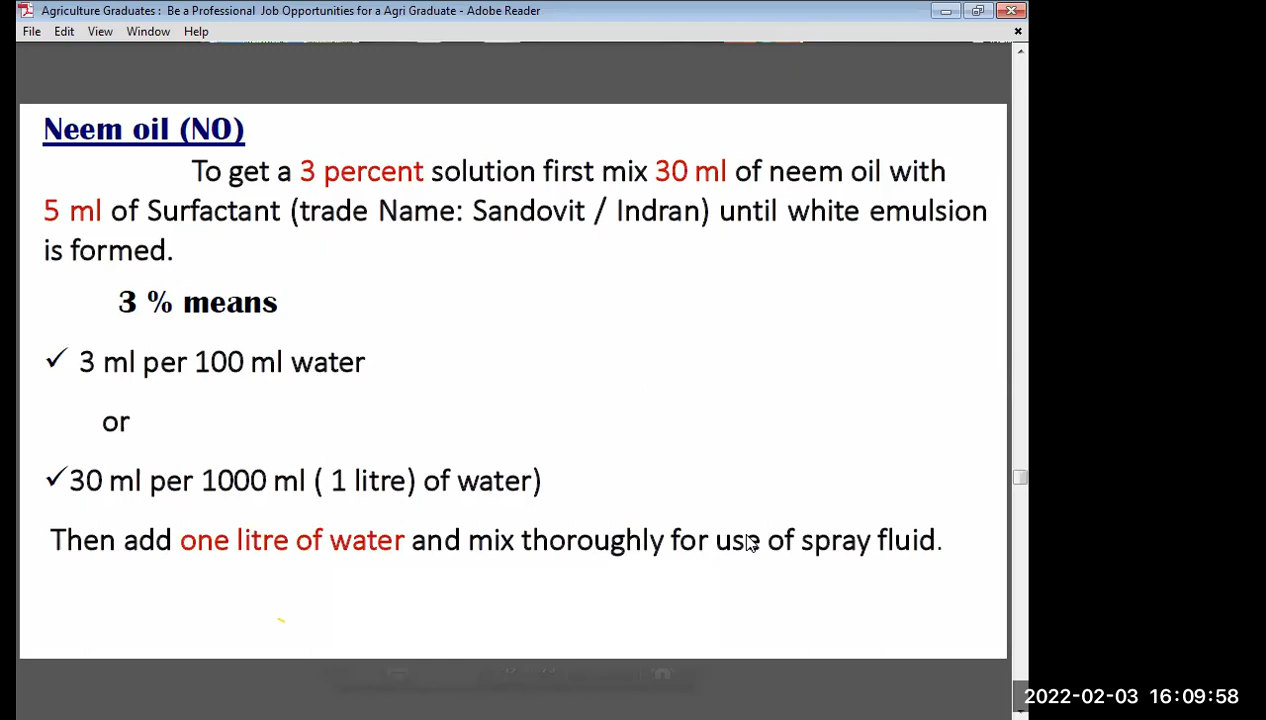 Agriculture Graduates : Be a Professional Job Opportunities for a Agri Graduate - Adobe Reader
File Edit View Window Help
Neem oil (NO)
To get a 3 percent solution first mix 30 ml of neem oil with
5 ml of Surfactant (trade Name: Sandovit / Indran) until white emulsion
is formed.
3 % means
✓ 3 ml per 100 ml water
or
✓30 ml per 1000 ml ( 1 litre) of water)
Then add one litre of water and mix thoroughly for use of spray fluid.
2022-02-03 16:09:58